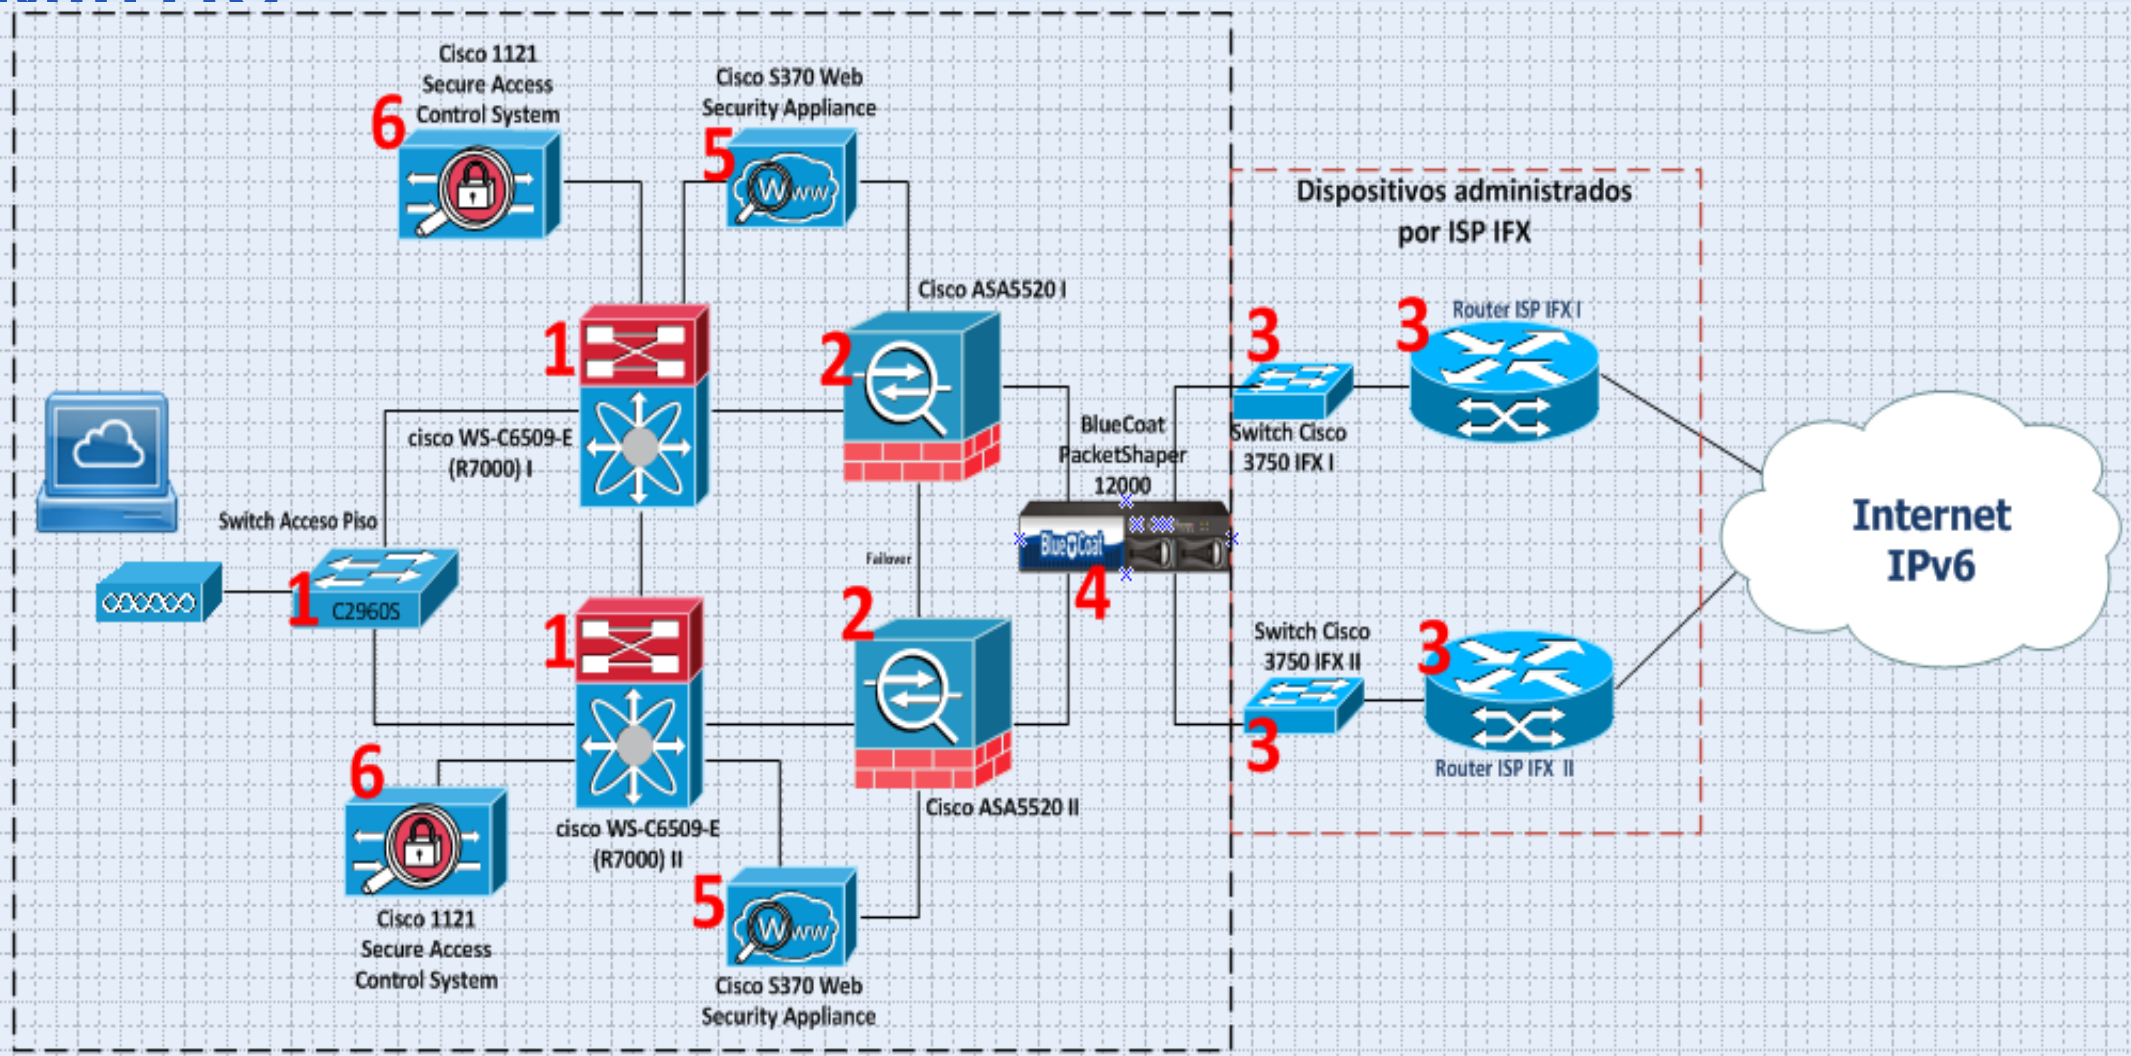 Cisco 1121
Secure Access
Control System
6
Cisco S370 Web
Security Appliance
5
Www
Dispositivos administrados
por ISP IFX
Cisco ASA5520 I
2
1
cisco WS-C6509-E
(R7000) I
3
Switch Cisco
3750 IFX I
3
Router ISP IFX I
BlueCoat
PacketShaper
12000
Blue Coat
4
Switch Acceso Piso
1
C2960S
Failover
Internet
IPv6
1
cisco WS-C6509-E
(R7000) II
2
Cisco ASA5520 II
Switch Cisco
3750 IFX II
3
3
Router ISP IFX II
6
Cisco 1121
Secure Access
Control System
5
Www
Cisco S370 Web
Security Appliance